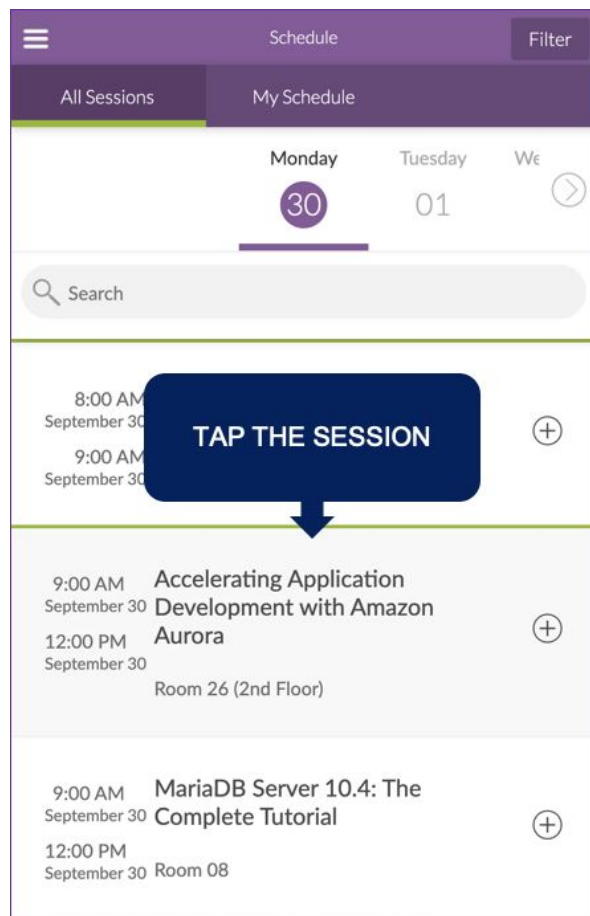 Schedule
Filter
All Sessions
My Schedule
Monday
Tuesday
We
30
01
Search
8:00 AM
September 30
9:00 AM
September 30
TAP THE SESSION
9:00 AM
September 30
12:00 PM
September 30
Accelerating Application
Development with Amazon
Aurora
Room 26 (2nd Floor)
9:00 AM
September 30
12:00 PM
September 30
MariaDB Server 10.4: The
Complete Tutorial
Room 08